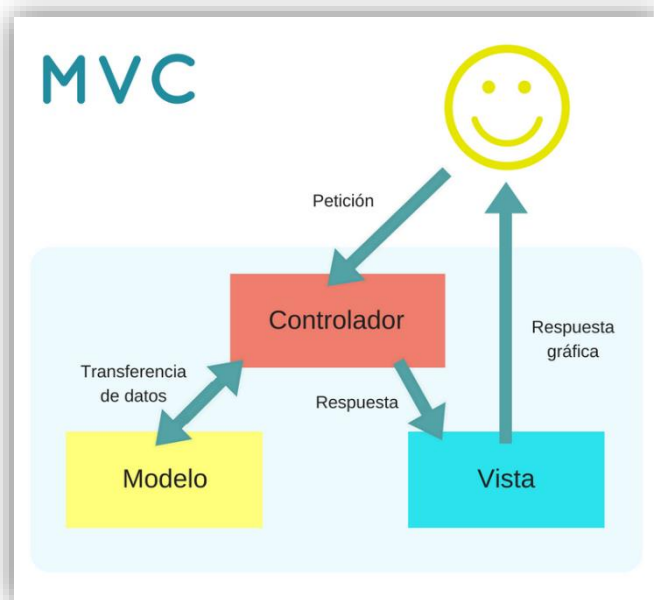 MVC
Petición
Controlador
Transferencia
de datos
Respuesta
Respuesta
gráfica
Modelo
Vista